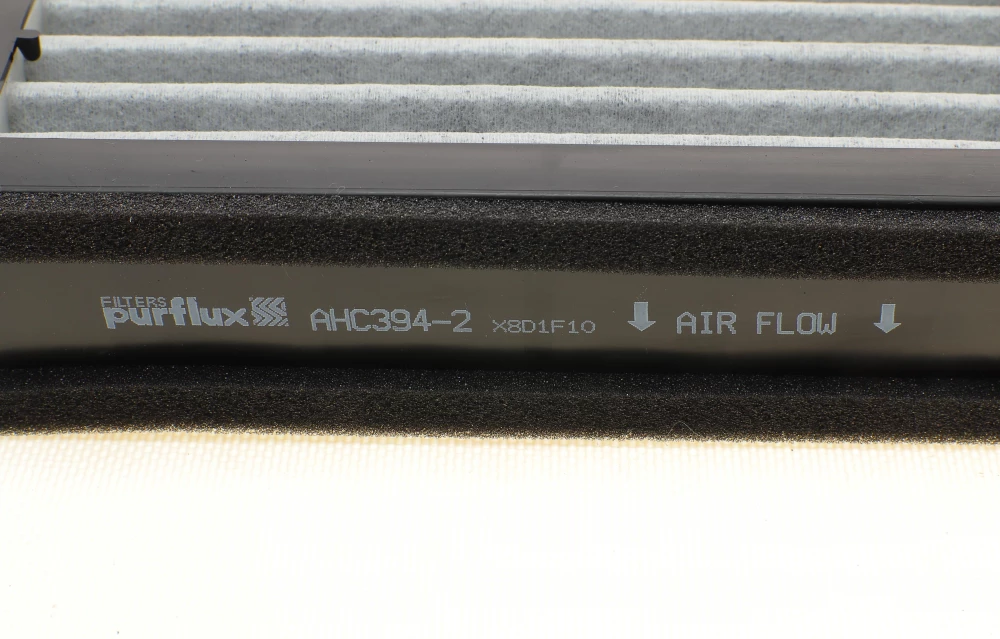 FILTERS
purflux AHC394-2 X8D1F10 AIR FLOW